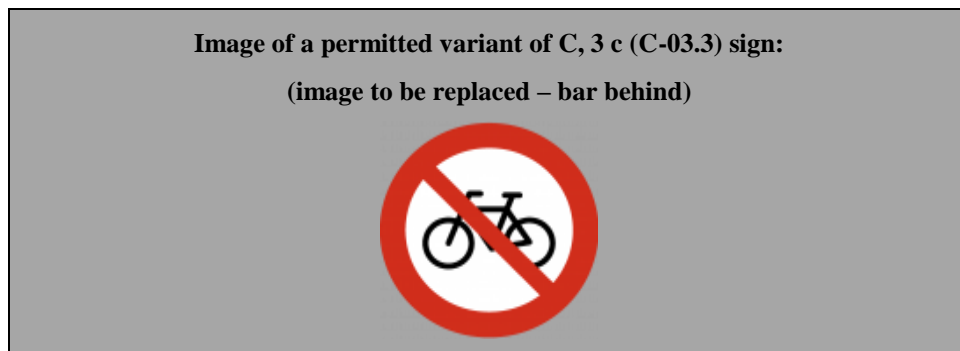 Image of a permitted variant of C, 3 c (C-03.3) sign:
(image to be replaced – bar behind)